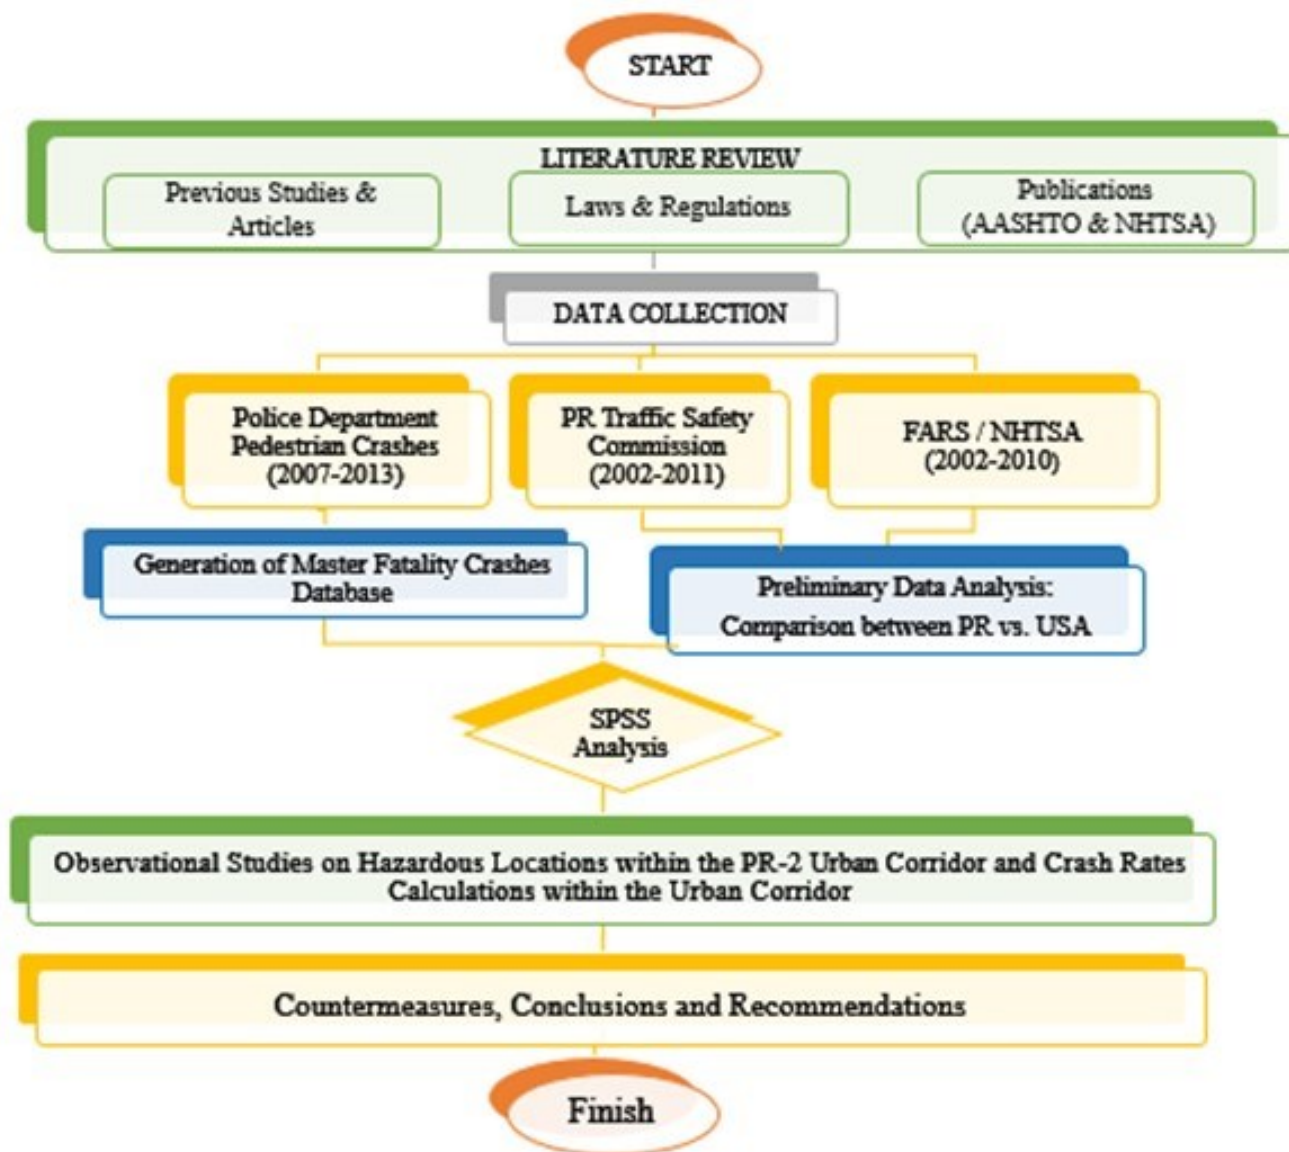 START
LITERATURE REVIEW
Previous Studies &
Articles
Laws & Regulations
Publications
(AASHTO & NHTSA)
DATA COLLECTION
Police Department
Pedestrian Crashes
(2007-2013)
PR Traffic Safety
Commission
(2002-2011)
FARS / NHTSA
(2002-2010)
Generation of Master Fatality Crashes
Database
Preliminary Data Analysis:
Comparison between PR vs. USA
SPSS
Analysis
Observational Studies on Hazardous Locations within the PR-2 Urban Corridor and Crash Rates
Calculations within the Urban Corridor
Countermeasures, Conclusions and Recommendations
Finish